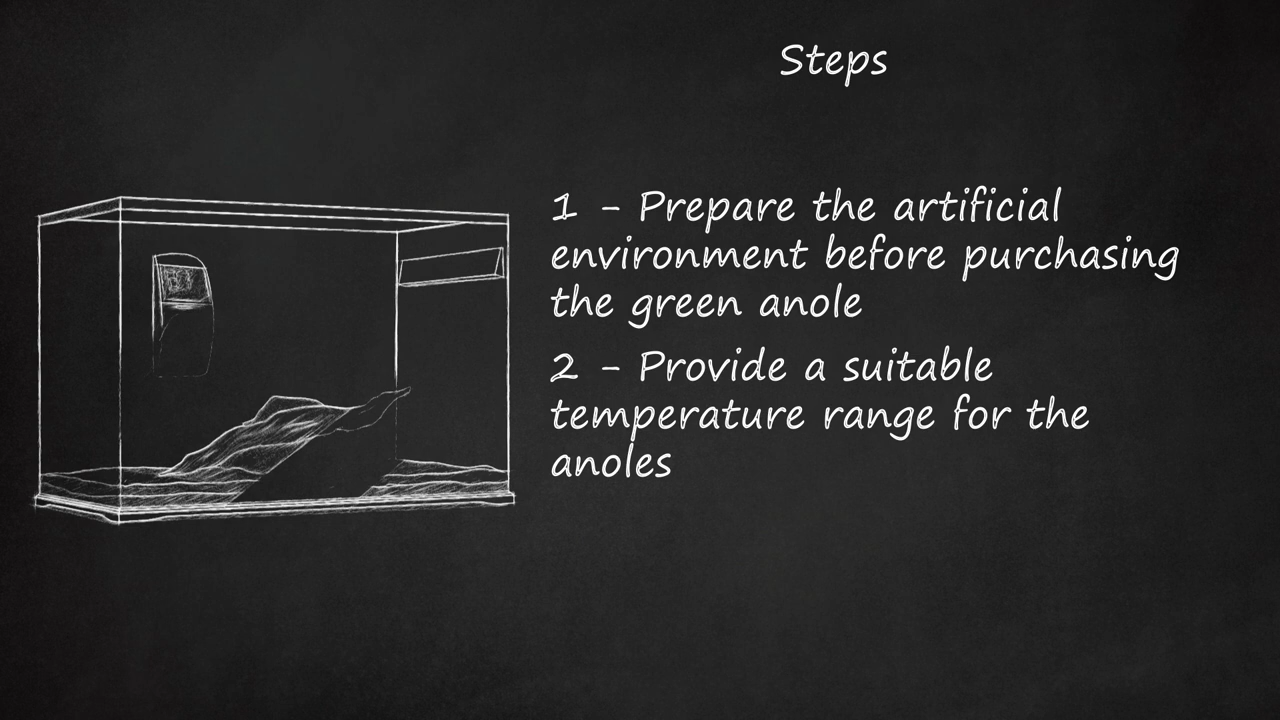 Steps
1 - Prepare the artificial
environment before purchasing
the green anole
2 - Provide a suitable
temperature range for the
anoles